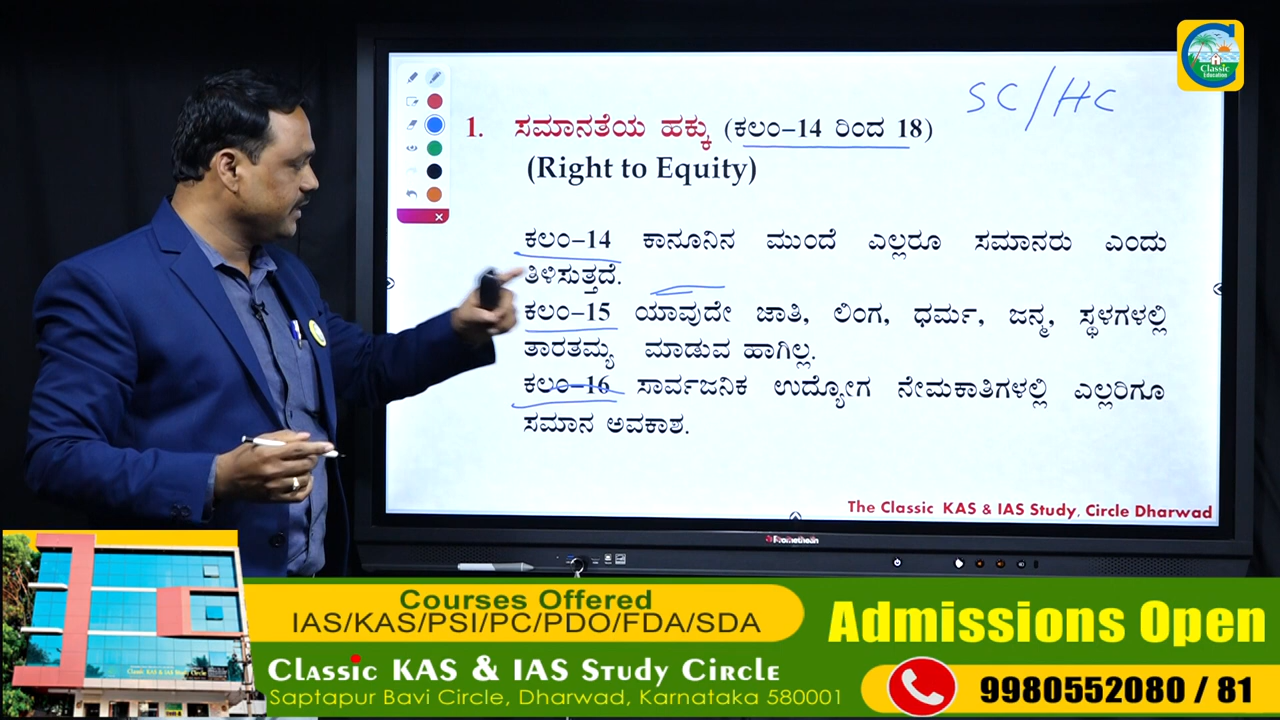 Classic
Education
SC/HC
1. ಸಮಾನತೆಯ ಹಕ್ಕು (ಕಲಂ-14 ರಿಂದ 18)
(Right to Equity)
ಕಲಂ-14 ಕಾನೂನಿನ ಮುಂದೆ ಎಲ್ಲರೂ ಸಮಾನರು ಎಂದು
ತಿಳಿಸುತ್ತದೆ.
ಕಲಂ-15 ಯಾವುದೇ ಜಾತಿ, ಲಿಂಗ, ಧರ್ಮ, ಜನ್ಮ, ಸ್ಥಳಗಳಲ್ಲಿ
ತಾರತಮ್ಯ ಮಾಡುವ ಹಾಗಿಲ್ಲ.
ಕಲಂ-16 ಸಾರ್ವಜನಿಕ ಉದ್ಯೋಗ ನೇಮಕಾತಿಗಳಲ್ಲಿ ಎಲ್ಲರಿಗೂ
ಸಮಾನ ಅವಕಾಶ.
The Classic KAS & IAS Study, Circle Dharwad
Promethean
Courses Offered
IAS/KAS/PSI/PC/PDO/FDA/SDA
Classic KAS & IAS Study Circle
Saptapur Bavi Circle, Dharwad, Karnataka 580001
Admissions Open
9980552080 / 81